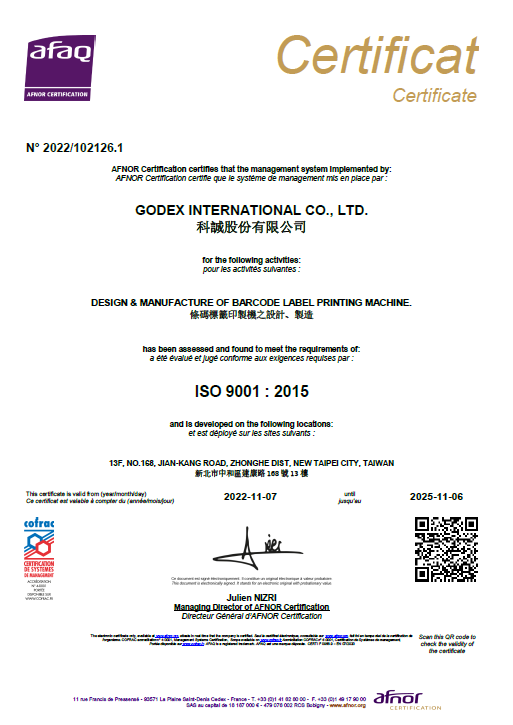 afaq
AFNOR CERTIFICATION
Certificat
Certificate
N° 2022/102126.1
AFNOR Certification certifies that the management system implemented by:
AFNOR Certification certifie que le système de management mis en place par :
GODEX INTERNATIONAL CO., LTD.
科誠股份有限公司
for the following activities:
pour les activités suivantes :
DESIGN & MANUFACTURE OF BARCODE LABEL PRINTING MACHINE.
條碼標籤印製機之設計、製造
has been assessed and found to meet the requirements of:
a été évalué et jugé conforme aux exigences requises par :
ISO 9001 : 2015
and is developed on the following locations:
et est déployé sur les sites suivants :
13F, NO.168, JIAN-KANG ROAD, ZHONGHE DIST, NEW TAIPEI CITY, TAIWAN
新北市中和區建康路 168 號 13 樓
This certificate is valid from (year/month/day)
Ce certificat est valable à compter du (année/mois/jour)
2022-11-07
until
jusqu'au
2025-11-06
cofrac
CERTIFICATION
DE SYSTEMES
DE MANAGEMENT
ACCREDITATION
PORTÉE
DISPONIBLE SUR
WWW.COFRAC.FR
Ce document est signé électroniquement. Il constitue un original électronique à valeur probatoire.
This document is electronically signed. It stands for an electronic original with probationary value.
Julien NIZRI
Managing Director of AFNOR Certification
Directeur Général d'AFNOR Certification
Scan this QR code to
check the validity of
the certificate
11 rue Francis de Pressensé - 93571 La Plaine Saint-Denis Cedex - France - T. +33 (0)1 41 62 80 00 - F. +33 (0)1 49 17 90 00
SAS au capital de 18 187 000 € - 479 076 002 RCS Bobigny - www.afnor.org
afnor
CERTIFICATION